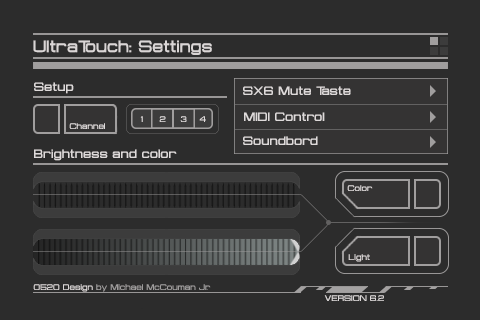 UltraTouch: Settings
Setup
Channel
1 2 3 4
SX6 Mute Taste
MIDI Control
Soundbord
Brightness and color
Color
Light
0620 Design by Michael McCouman Jr
VERSION 6.2